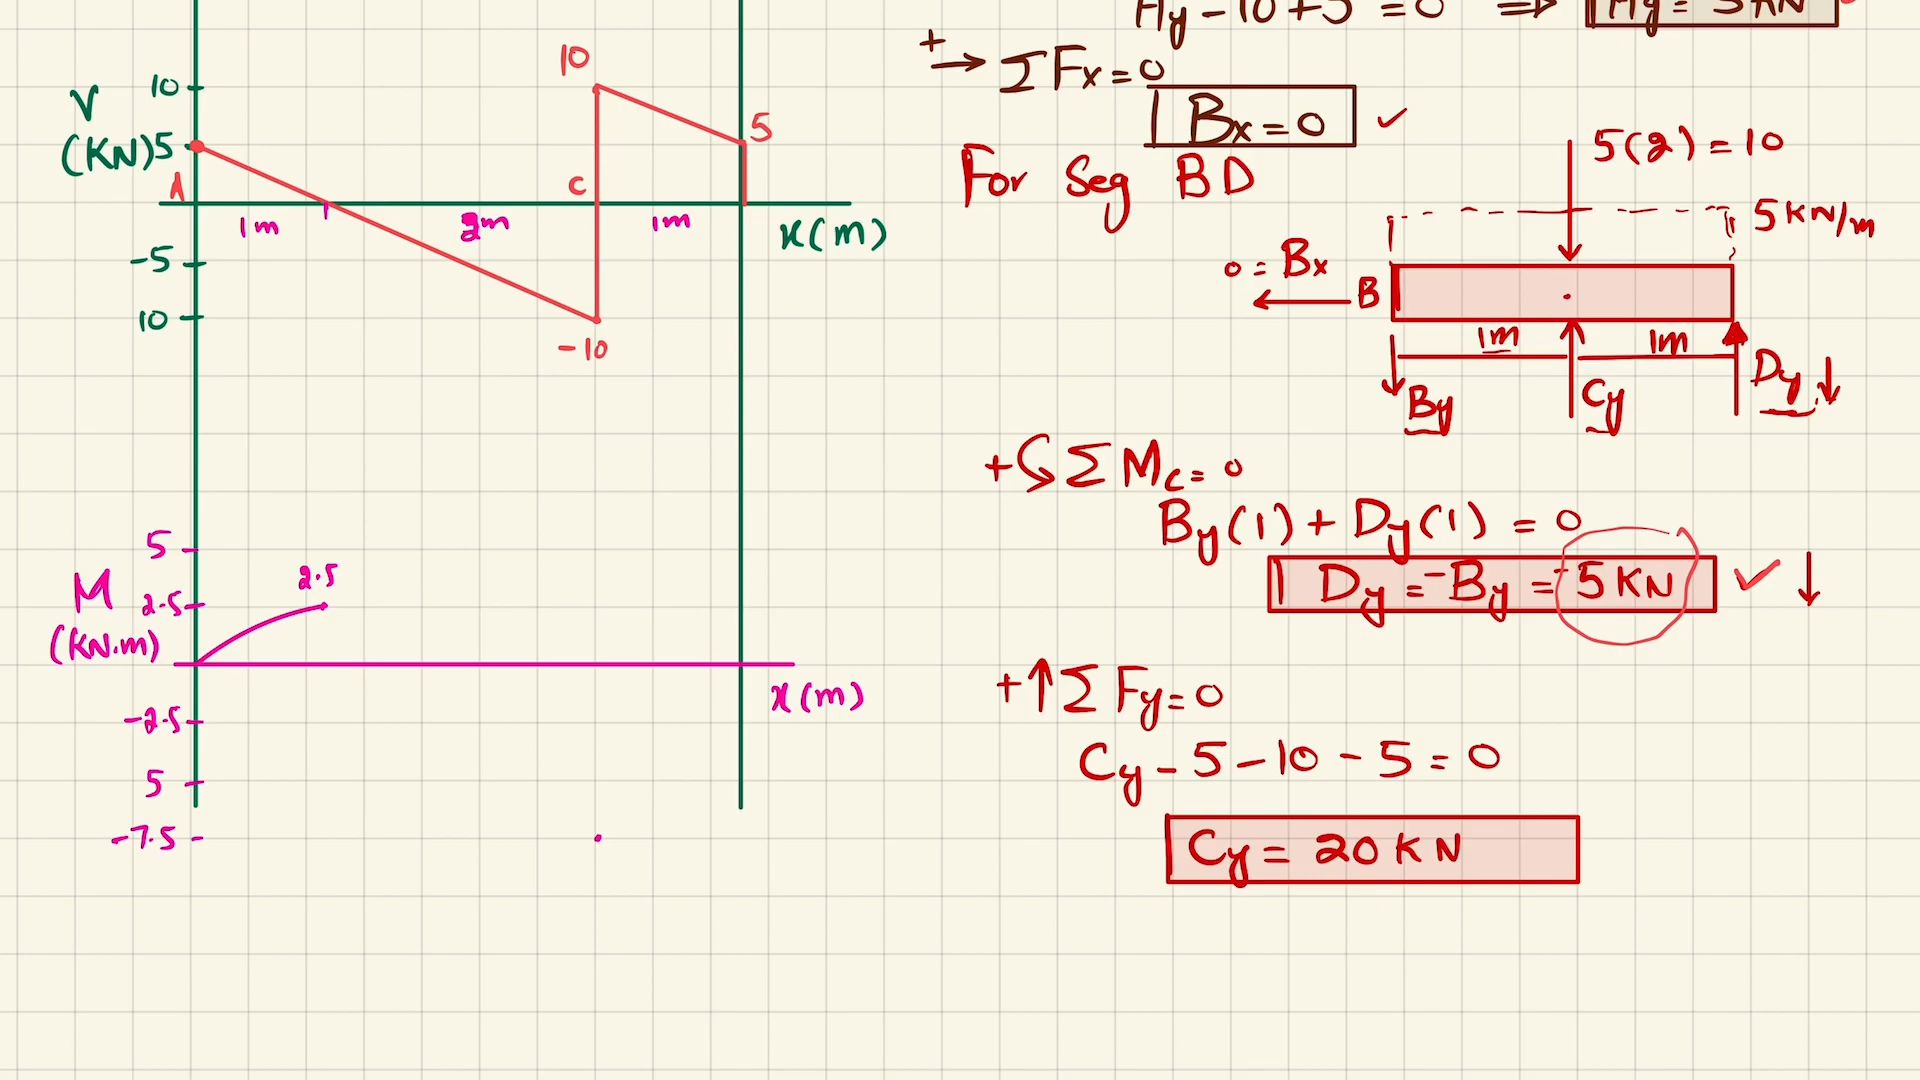 Ay - 10 + 5 = 0 ⟹ Ay = 5 KN
+→ ΣFx = 0
Bx = 0 ✓
For Seg BD
5(2) = 10
5 KN/m
0 = Bx
B
1m
1m
By
Cy
Dy ↓
+↺ ΣMc = 0
By(1) + Dy(1) = 0
Dy = -By = -5 KN ✓ ↓
+↑ ΣFy = 0
Cy - 5 - 10 - 5 = 0
Cy = 20 KN
V
(KN)
10
5
-5
10
A
C
10
5
-10
1m
2m
1m
x(m)
M
(KN.m)
5
2.5
-2.5
5
-7.5
2.5
x(m)